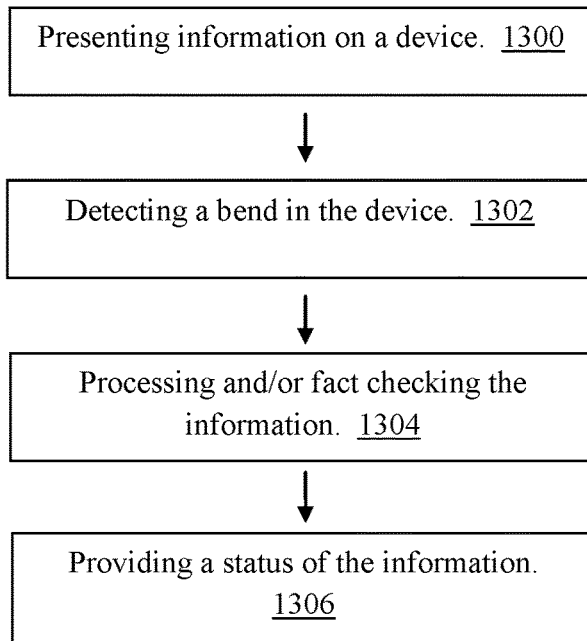 Presenting information on a device. 1300
Detecting a bend in the device. 1302
Processing and/or fact checking the
information. 1304
Providing a status of the information.
1306